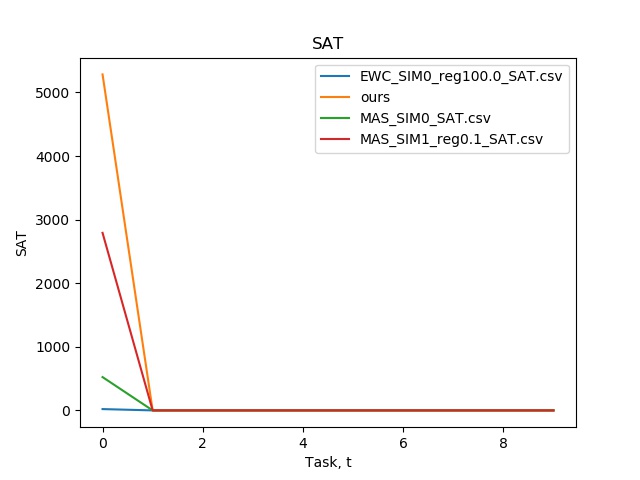 SAT
EWC_SIM0_reg100.0_SAT.csv
ours
MAS_SIM0_SAT.csv
MAS_SIM1_reg0.1_SAT.csv
5000
4000
3000
2000
1000
0
SAT
0 2 4 6 8
Task, t